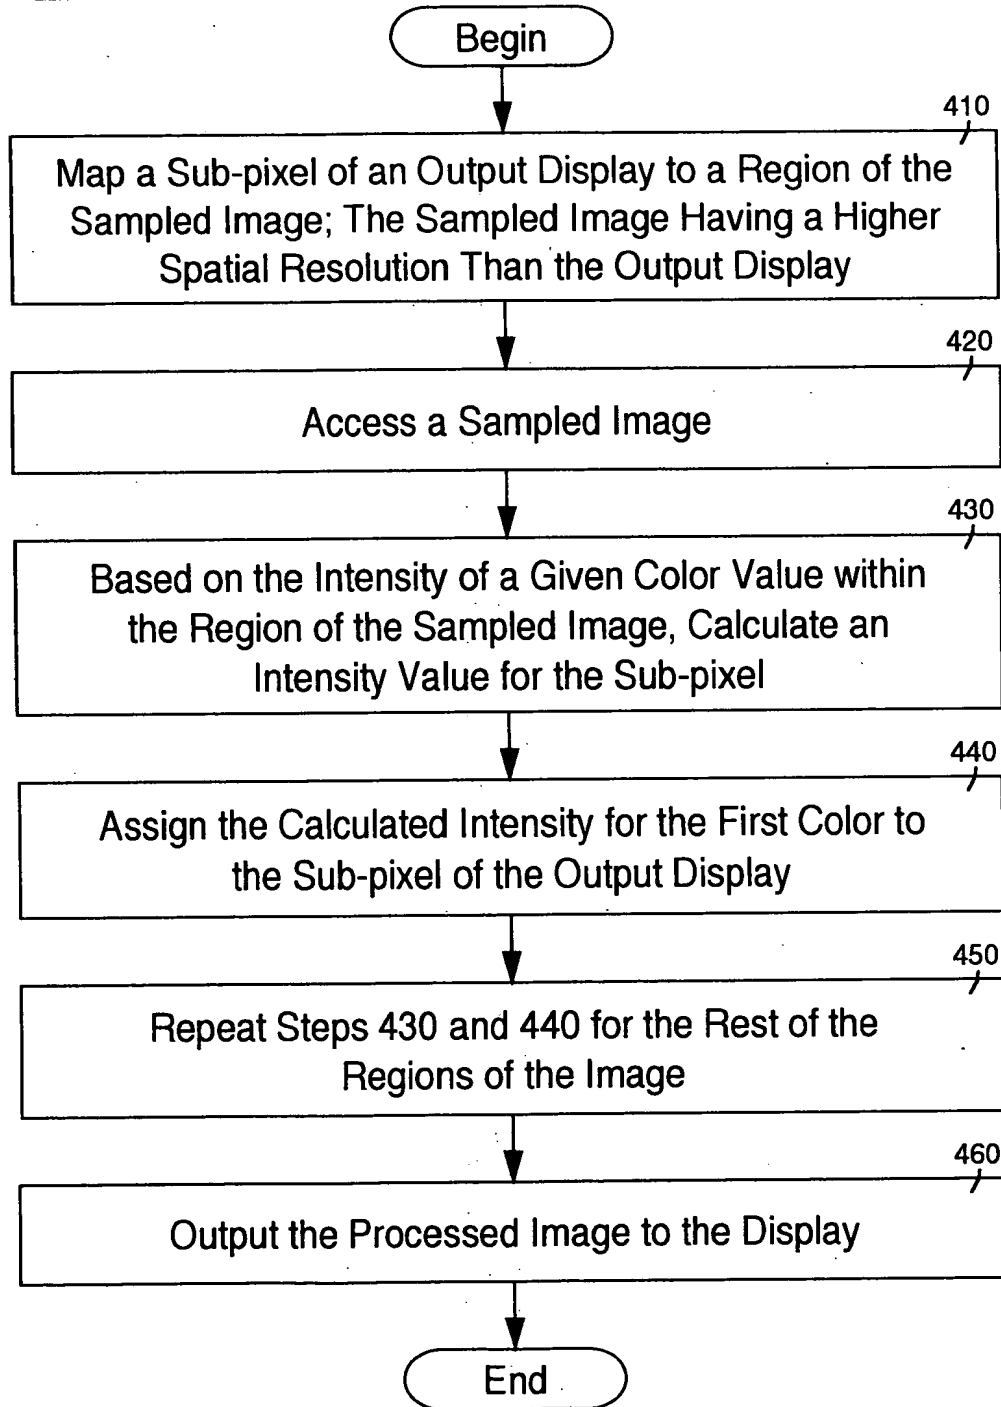 Begin
410
Map a Sub-pixel of an Output Display to a Region of the
Sampled Image; The Sampled Image Having a Higher
Spatial Resolution Than the Output Display
420
Access a Sampled Image
430
Based on the Intensity of a Given Color Value within
the Region of the Sampled Image, Calculate an
Intensity Value for the Sub-pixel
440
Assign the Calculated Intensity for the First Color to
the Sub-pixel of the Output Display
450
Repeat Steps 430 and 440 for the Rest of the
Regions of the Image
460
Output the Processed Image to the Display
End